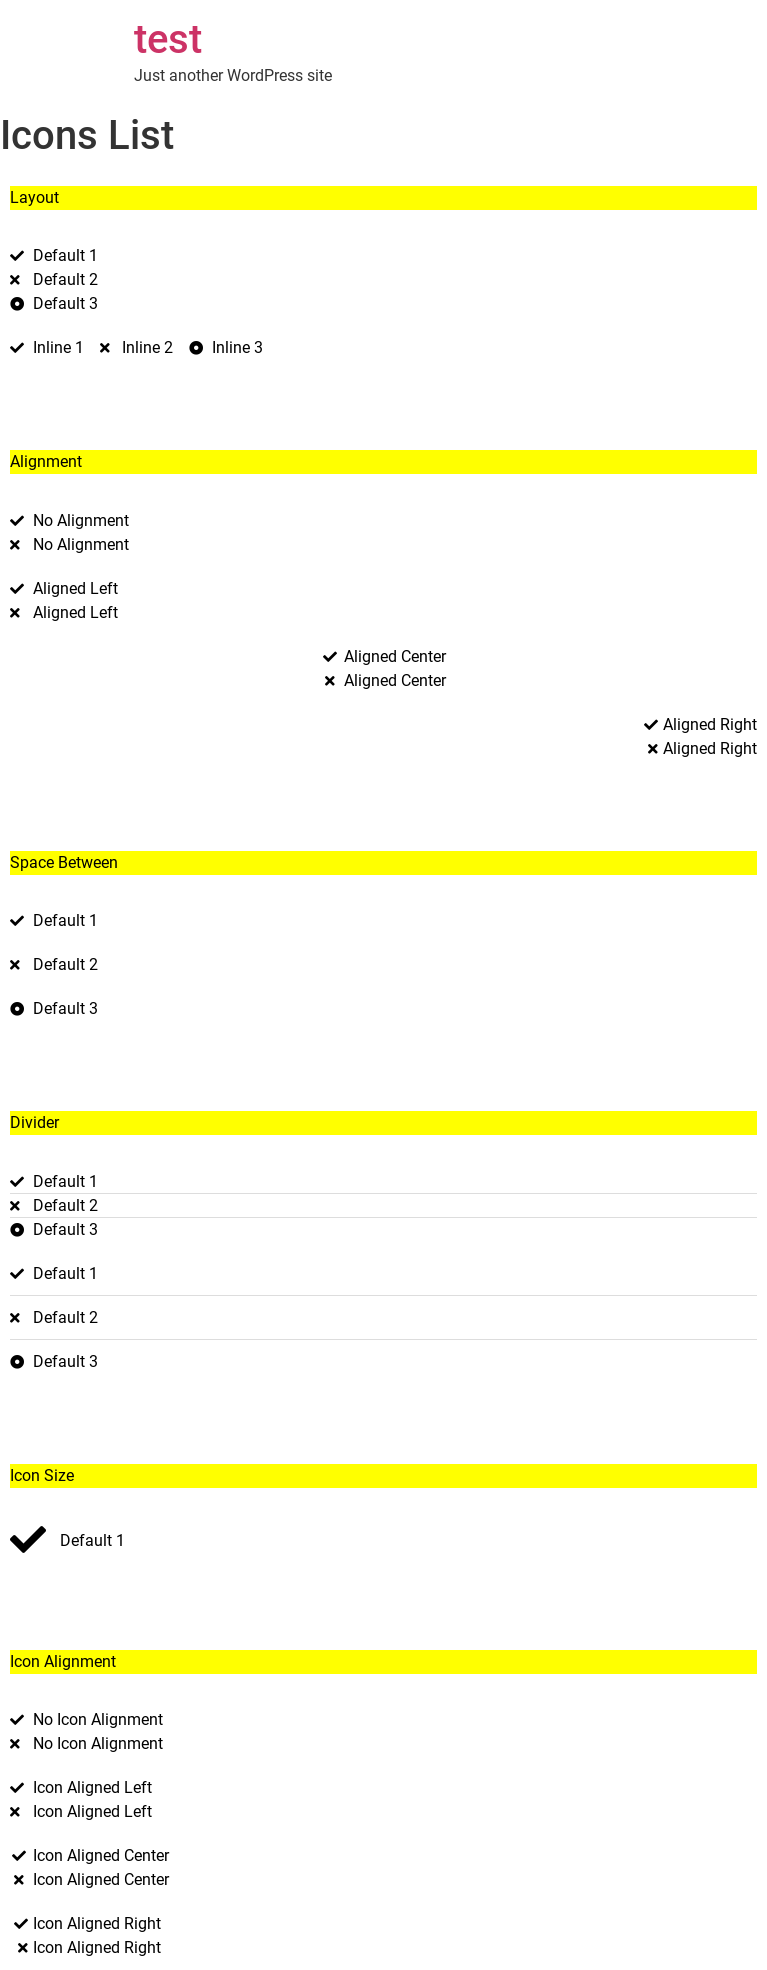 test
Just another WordPress site
Icons List
Layout
Default 1
Default 2
Default 3
Inline 1 Inline 2 Inline 3
Alignment
No Alignment
No Alignment
Aligned Left
Aligned Left
Aligned Center
Aligned Center
Aligned Right
Aligned Right
Space Between
Default 1
Default 2
Default 3
Divider
Default 1
Default 2
Default 3
Default 1
Default 2
Default 3
Icon Size
Default 1
Icon Alignment
No Icon Alignment
No Icon Alignment
Icon Aligned Left
Icon Aligned Left
Icon Aligned Center
Icon Aligned Center
Icon Aligned Right
Icon Aligned Right